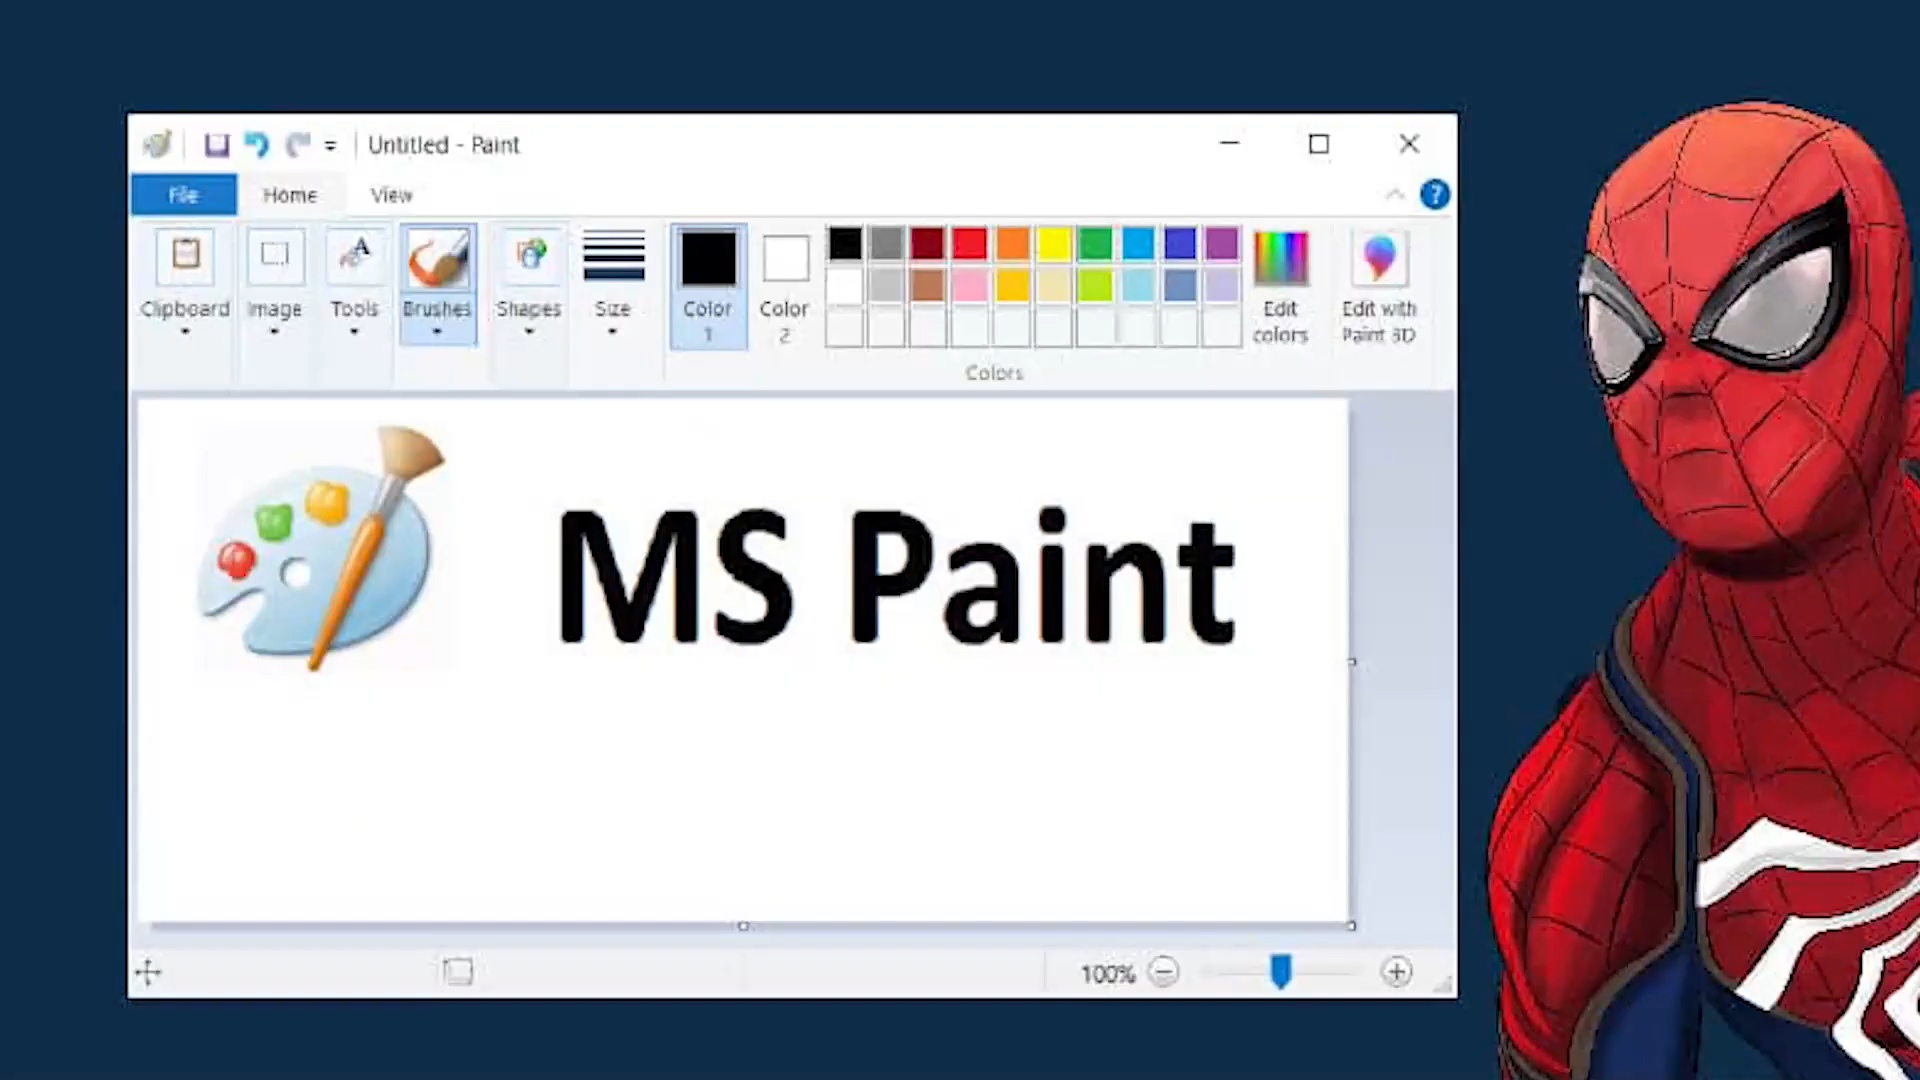 Untitled - Paint
File Home View
?
Clipboard Image Tools Brushes Shapes Size Color 1 Color 2 Edit colors Edit with Paint 3D
Colors
A
MS Paint
100%